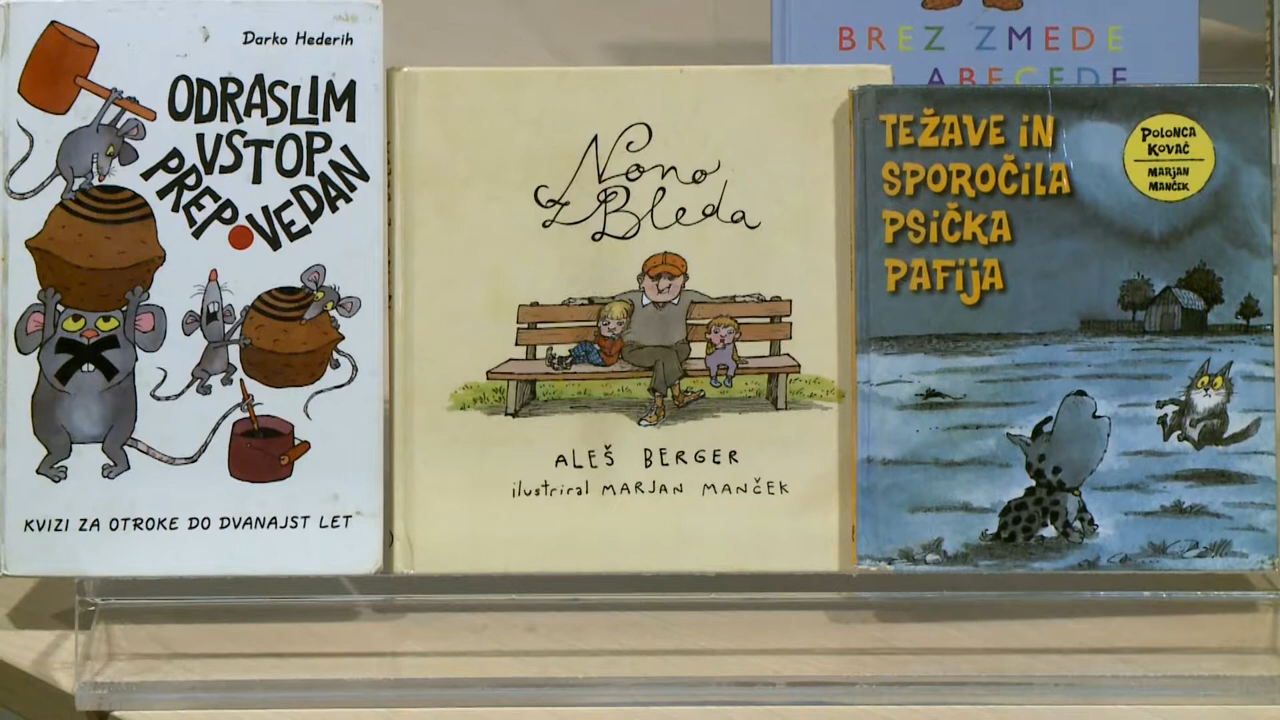 Darko Hederih
ODRASLIM
VSTOP
PREPOVEDAN
KVIZI ZA OTROKE DO DVANAJST LET
Nono
z Bleda
ALEŠ BERGER
ilustriral MARJAN MANČEK
BREZ ZMEDE
ABECEDE
TEŽAVE iN
SPOROČiLA
PSiČKA
PAFiJA
POLONCA
KOVAČ
MARJAN
MANČEK